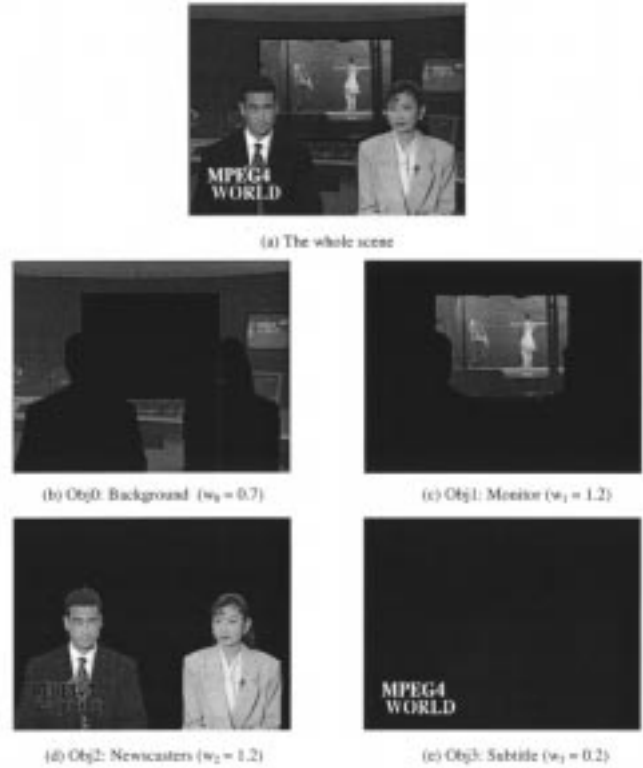 MPEG4
WORLD
(a) The whole scene
(b) Obj0: Background (w₀ = 0.7)
(c) Obj1: Monitor (w₁ = 1.2)
MPEG4
WORLD
(d) Obj2: Newscasters (w₂ = 1.2)
(e) Obj3: Subtitle (w₃ = 0.2)